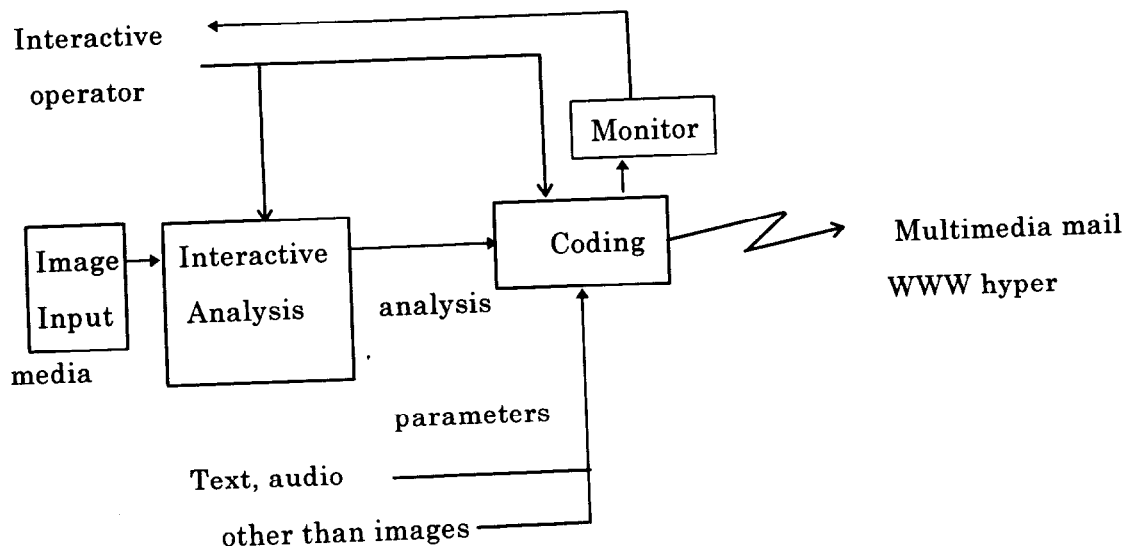 Interactive
operator
Monitor
Image
Input
media
Interactive
Analysis
analysis
parameters
Coding
Multimedia mail
WWW hyper
Text, audio
other than images